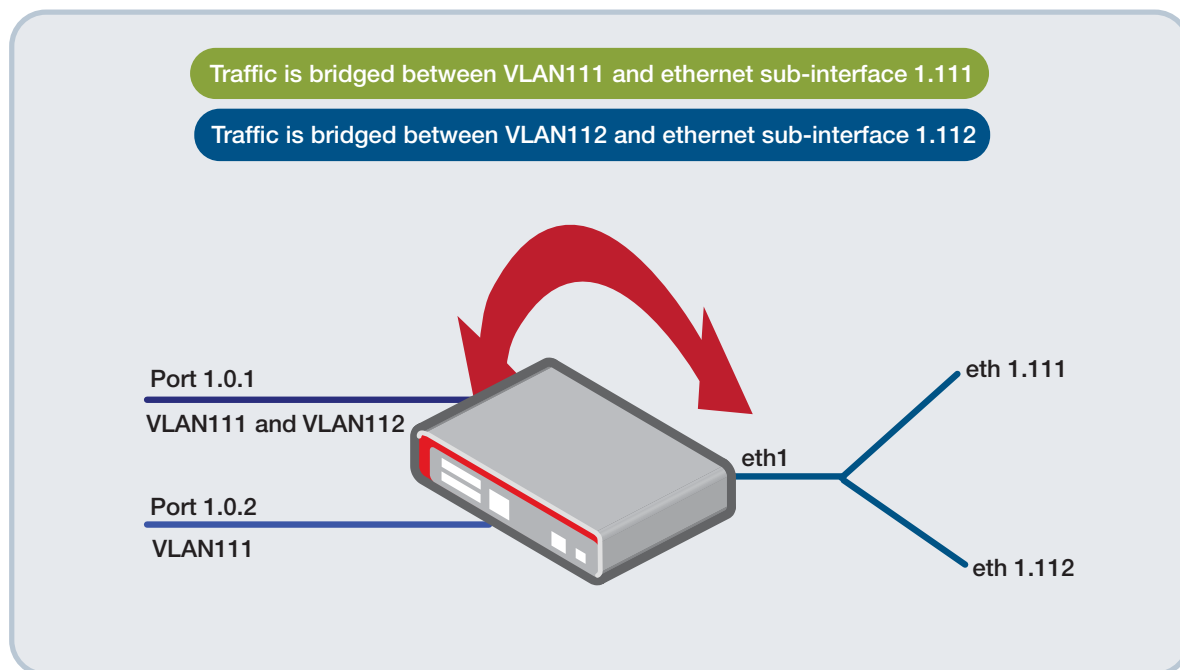 Traffic is bridged between VLAN111 and ethernet sub-interface 1.111
Traffic is bridged between VLAN112 and ethernet sub-interface 1.112
Port 1.0.1
VLAN111 and VLAN112
Port 1.0.2
VLAN111
eth1
eth 1.111
eth 1.112